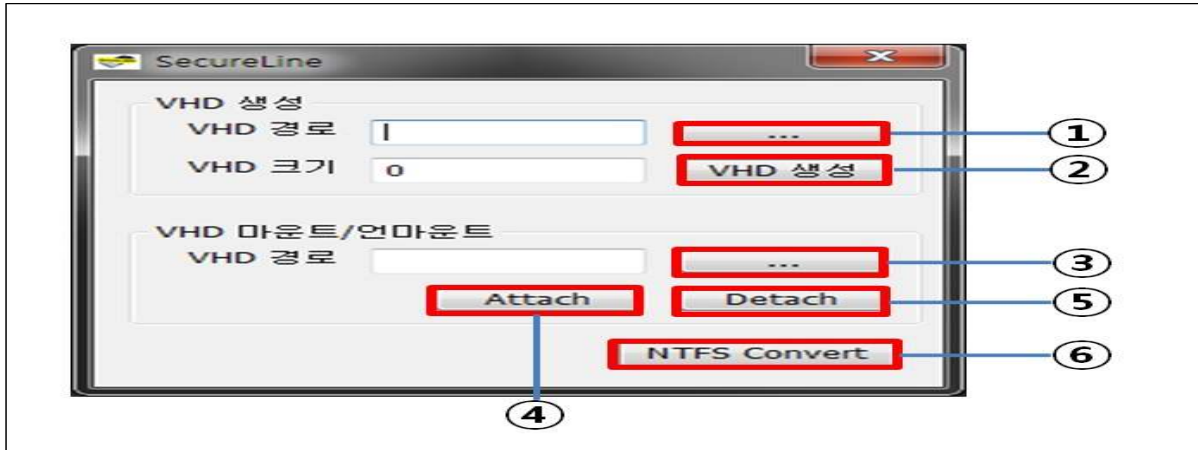 SecureLine
VHD 생성
VHD 경로 ... ①
VHD 크기 0 VHD 생성 ②
VHD 마운트/언마운트
VHD 경로 ... ③
Attach Detach ⑤
NTFS Convert ⑥
④